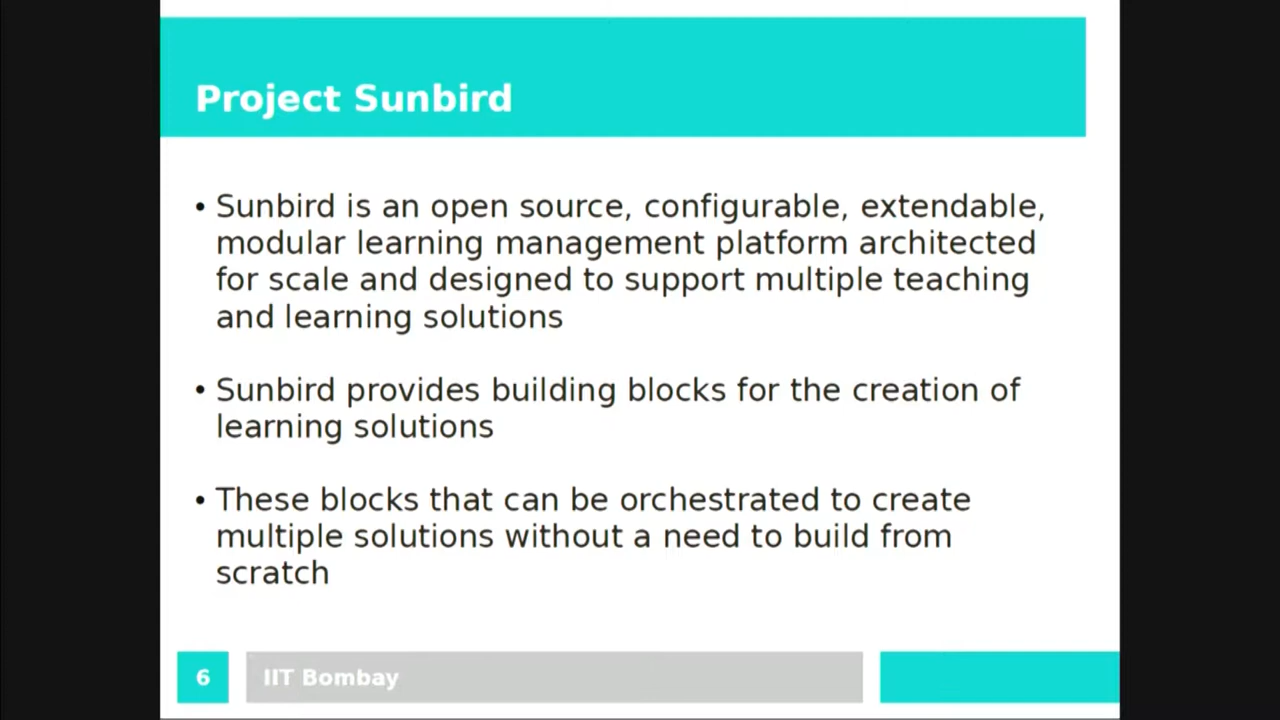 Project Sunbird
• Sunbird is an open source, configurable, extendable,
modular learning management platform architected
for scale and designed to support multiple teaching
and learning solutions
• Sunbird provides building blocks for the creation of
learning solutions
• These blocks that can be orchestrated to create
multiple solutions without a need to build from
scratch
6 IIT Bombay